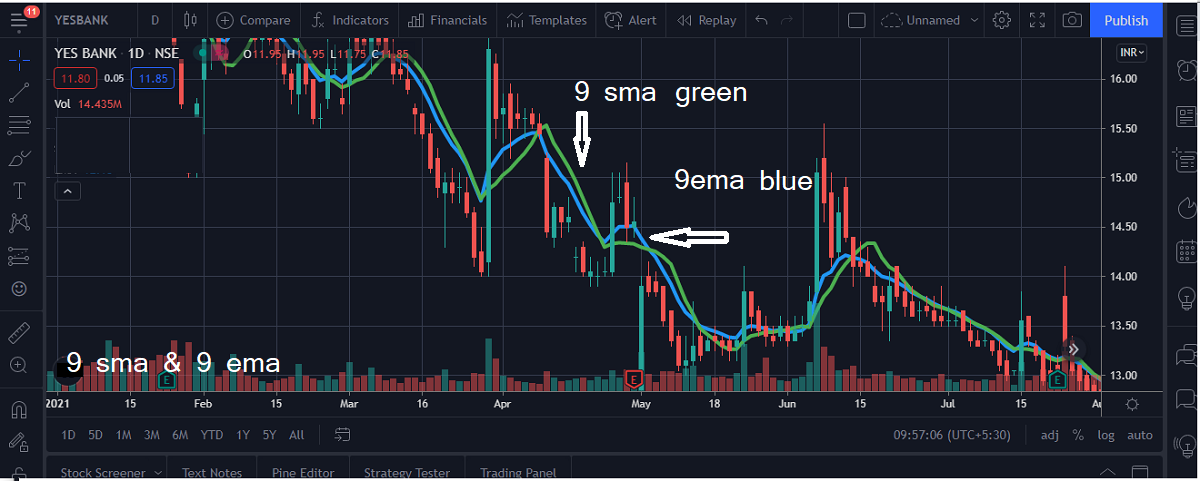 11
YESBANK D Compare Indicators Financials Templates Alert Replay Unnamed Publish
YES BANK · 1D · NSE O11.95 H11.95 L11.75 C11.85
INR
11.80 0.05 11.85
Vol 14.435M
16.00
15.50
15.00
14.50
14.00
13.50
13.00
9 sma green
9ema blue
9 sma & 9 ema
E E E
2021 15 Feb 15 Mar 16 Apr May 18 Jun 15 Jul 15 Au
1D 5D 1M 3M 6M YTD 1Y 5Y All 09:57:06 (UTC+5:30) adj % log auto
Stock Screener Text Notes Pine Editor Strategy Tester Trading Panel